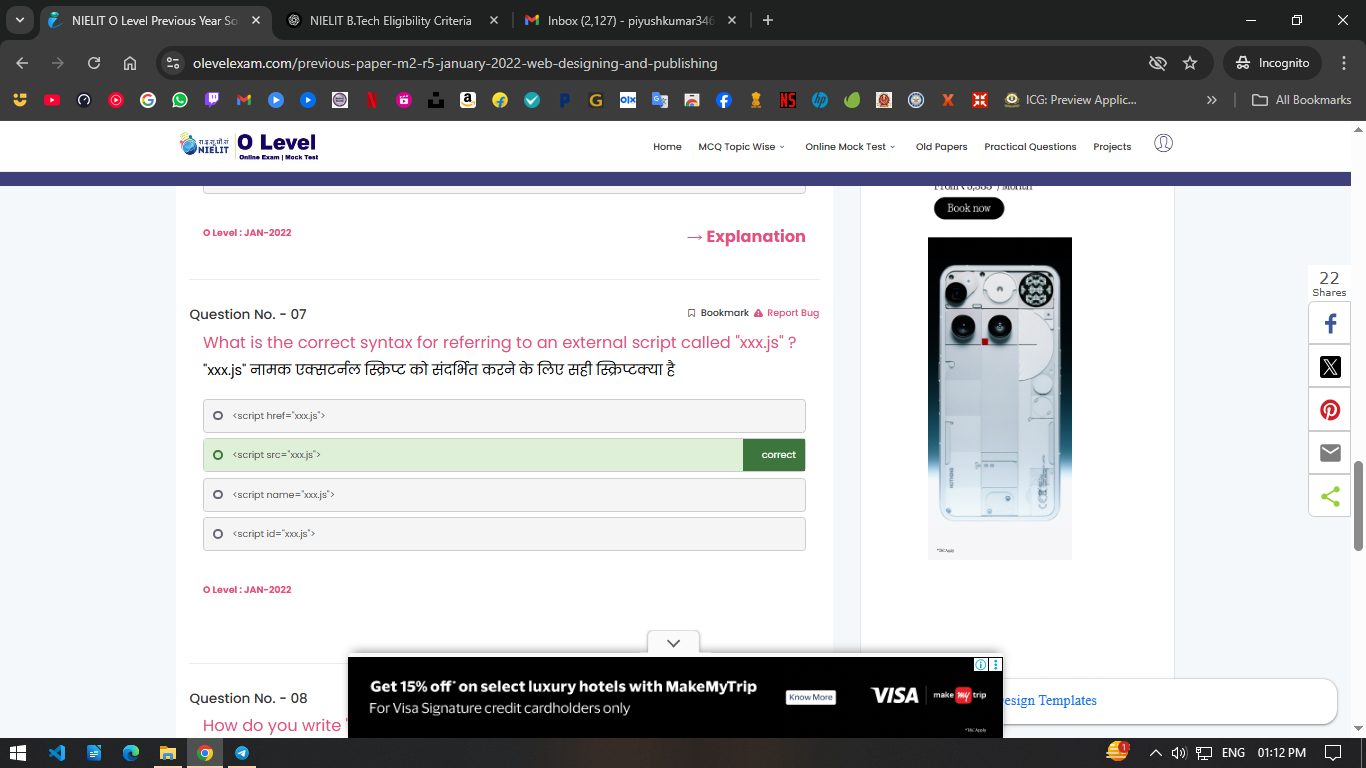 NIELIT O Level Previous Year So
NIELIT B.Tech Eligibility Criteria
Inbox (2,127) - piyushkumar346
olevelexam.com/previous-paper-m2-r5-january-2022-web-designing-and-publishing
Incognito
ICG: Preview Applic...
All Bookmarks
रा.इ.सू.प्रौ.सं
NIELIT
O Level
Online Exam | Mock Test
Home
MCQ Topic Wise
Online Mock Test
Old Papers
Practical Questions
Projects
Book now
O Level : JAN-2022
→ Explanation
22
Shares
Question No. - 07
Bookmark
Report Bug
What is the correct syntax for referring to an external script called "xxx.js" ?
"xxx.js" नामक एक्सटर्नल स्क्रिप्ट को संदर्भित करने के लिए सही स्क्रिप्टक्या है
<script href="xxx.js">
<script src="xxx.js">
correct
<script name="xxx.js">
<script id="xxx.js">
*T&C Apply
O Level : JAN-2022
Get 15% off* on select luxury hotels with MakeMyTrip
For Visa Signature credit cardholders only
Know More
VISA
make my trip
*T&C Apply
Question No. - 08
How do you write "
esign Templates
1
ENG
01:12 PM